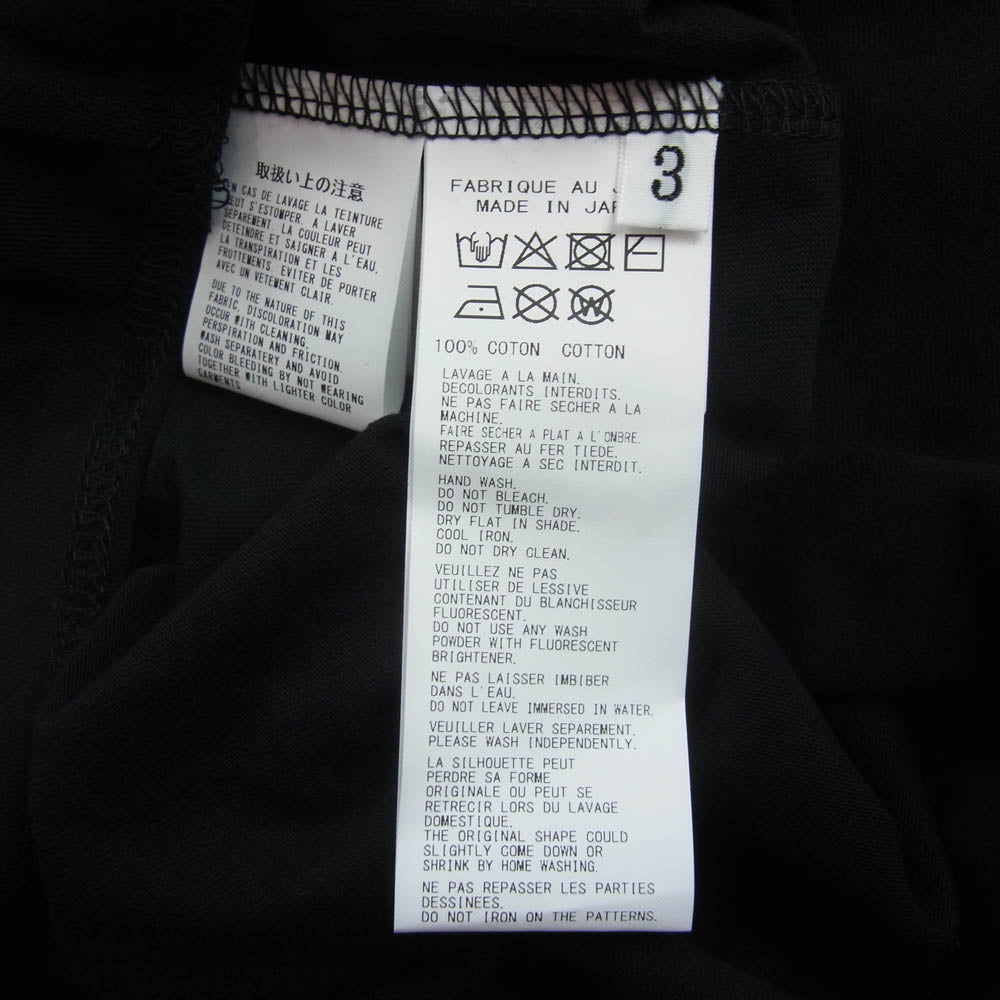 取扱い上の注意
EN CAS DE LAVAGE LA TEINTURE
PEUT S'ESTOMPER. A LAVER
SEPAREMENT. LA COULEUR PEUT
DETEINDRE ET SAIGNER A L'EAU,
LA TRANSPIRATION ET LES
FROTTEMENTS. EVITER DE PORTER
AVEC UN VETEMENT CLAIR.
DUE TO THE NATURE OF THIS
FABRIC, DISCOLORATION MAY
OCCUR WITH CLEANING,
PERSPIRATION AND FRICTION.
WASH SEPARATERY AND AVOID
COLOR BLEEDING BY NOT WEARING
TOGETHER WITH LIGHTER COLOR
GARMENTS.
3
FABRIQUE AU
MADE IN
W
100% COTON COTTON
LAVAGE A LA MAIN.
DECOLORANTS INTERDITS.
NE PAS FAIRE SECHER A LA
MACHINE.
FAIRE SECHER A PLAT A L'OMBRE.
REPASSER AU FER TIEDE.
NETTOYAGE A SEC INTERDIT.
HAND WASH.
DO NOT BLEACH.
DO NOT TUMBLE DRY.
DRY FLAT IN SHADE.
COOL IRON.
DO NOT DRY CLEAN.
VEUILLEZ NE PAS
UTILISER DE LESSIVE
CONTENANT DU BLANCHISSEUR
FLUORESCENT.
DO NOT USE ANY WASH
POWDER WITH FLUORESCENT
BRIGHTENER.
NE PAS LAISSER IMBIBER
DANS L'EAU.
DO NOT LEAVE IMMERSED IN WATER.
VEUILLER LAVER SEPAREMENT.
PLEASE WASH INDEPENDENTLY.
LA SILHOUETTE PEUT
PERDRE SA FORME
ORIGINALE OU PEUT SE
RETRECIR LORS DU LAVAGE
DOMESTIQUE.
THE ORIGINAL SHAPE COULD
SLIGHTLY COME DOWN OR
SHRINK BY HOME WASHING.
NE PAS REPASSER LES PARTIES
DESSINEES.
DO NOT IRON ON THE PATTERNS.